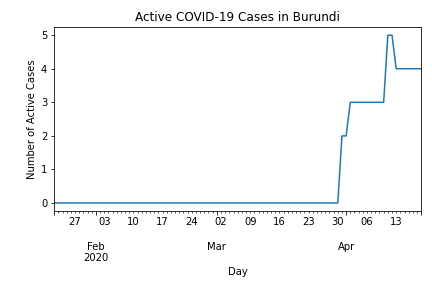 Active COVID-19 Cases in Burundi
Number of Active Cases
5
4
3
2
1
0
27 03 10 17 24 02 09 16 23 30 06 13
Feb Mar Apr
2020
Day